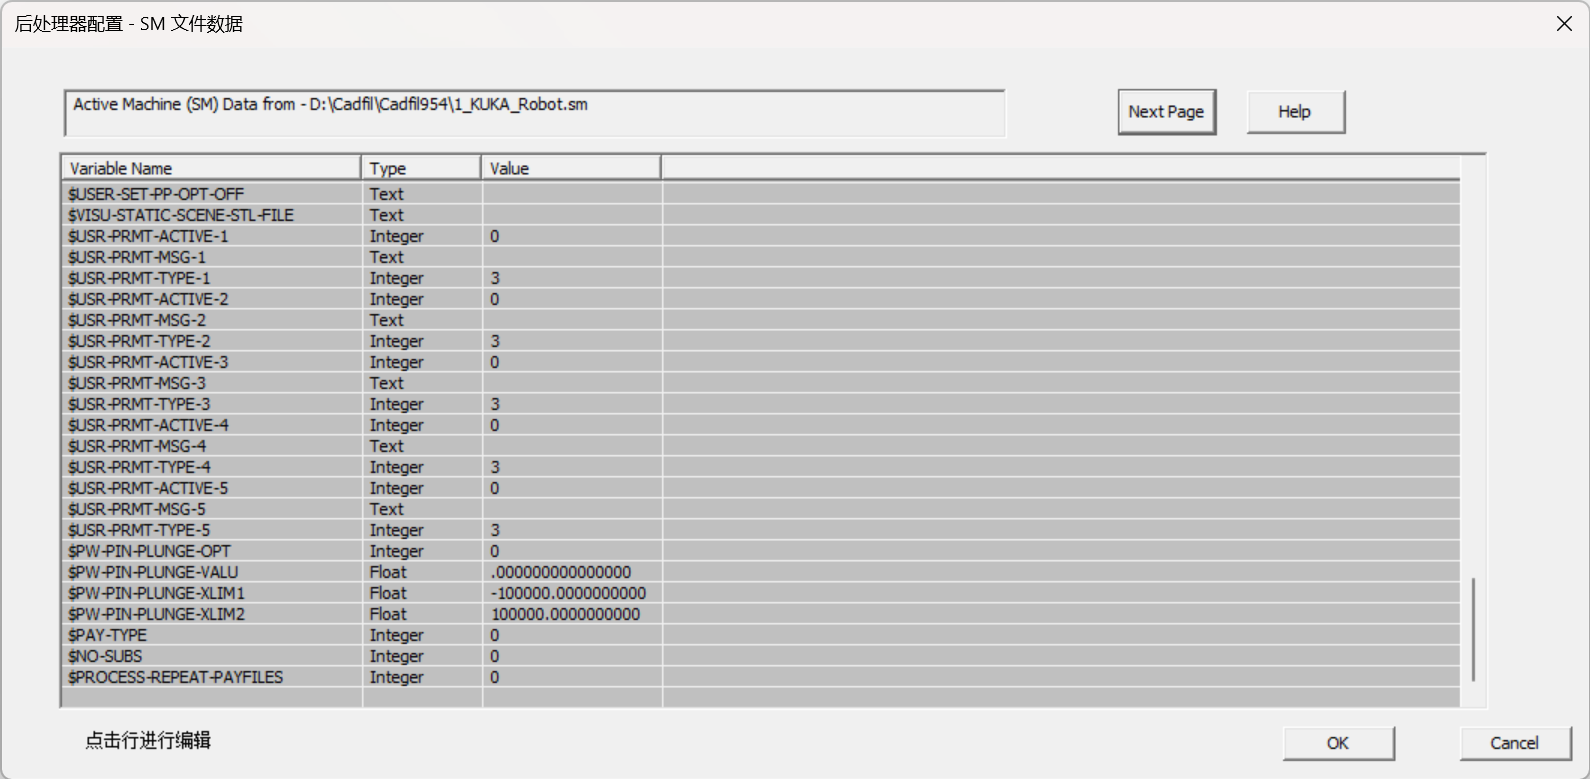 后处理器配置 - SM 文件数据
Active Machine (SM) Data from - D:\Cadfil\Cadfil954\1_KUKA_Robot.sm
Next Page
Help
Variable Name Type Value
$USER-SET-PP-OPT-OFF Text
$VISU-STATIC-SCENE-STL-FILE Text
$USR-PRMT-ACTIVE-1 Integer 0
$USR-PRMT-MSG-1 Text
$USR-PRMT-TYPE-1 Integer 3
$USR-PRMT-ACTIVE-2 Integer 0
$USR-PRMT-MSG-2 Text
$USR-PRMT-TYPE-2 Integer 3
$USR-PRMT-ACTIVE-3 Integer 0
$USR-PRMT-MSG-3 Text
$USR-PRMT-TYPE-3 Integer 3
$USR-PRMT-ACTIVE-4 Integer 0
$USR-PRMT-MSG-4 Text
$USR-PRMT-TYPE-4 Integer 3
$USR-PRMT-ACTIVE-5 Integer 0
$USR-PRMT-MSG-5 Text
$USR-PRMT-TYPE-5 Integer 3
$PW-PIN-PLUNGE-OPT Integer 0
$PW-PIN-PLUNGE-VALU Float .000000000000000
$PW-PIN-PLUNGE-XLIM1 Float -100000.0000000000
$PW-PIN-PLUNGE-XLIM2 Float 100000.0000000000
$PAY-TYPE Integer 0
$NO-SUBS Integer 0
$PROCESS-REPEAT-PAYFILES Integer 0
点击行进行编辑
OK
Cancel